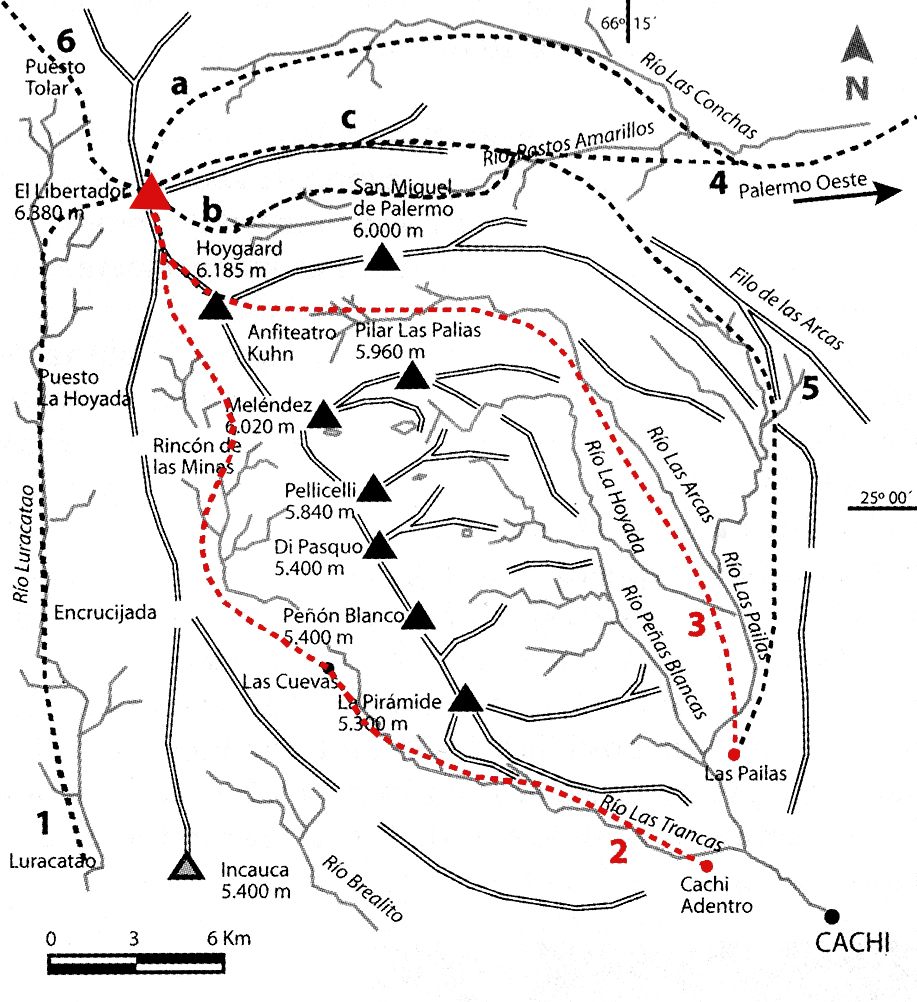 66º 15´
6
Puesto
Tolar
a
Río Las Conchas
N
c
Río Rastos Amarillos
El Libertador
6.880 m
b
San Miguel
de Palermo
6.000 m
4
Palermo Oeste
Hoygaard
6.185 m
Filo de las Arcas
Anfiteatro
Kuhn
Pilar Las Palias
5.960 m
Puesto
La Hoyada
5
Meléndez
6.020 m
Rincón de
las Minas
Río Las Arcas
Río La Hoyada
Pellicelli
5.840 m
25º 00´
Río Luracatao
Di Pasquo
5.400 m
Río Las Pailas
Encrucijada
Peñón Blanco
5.400 m
Río Peñas Blancas
3
Las Cuevas
La Pirámide
5.300 m
Las Pailas
1
Río Las Trancas
2
Luracatao
Incauca
5.400 m
Río Brealito
Cachi
Adentro
CACHI
0 3 6 Km